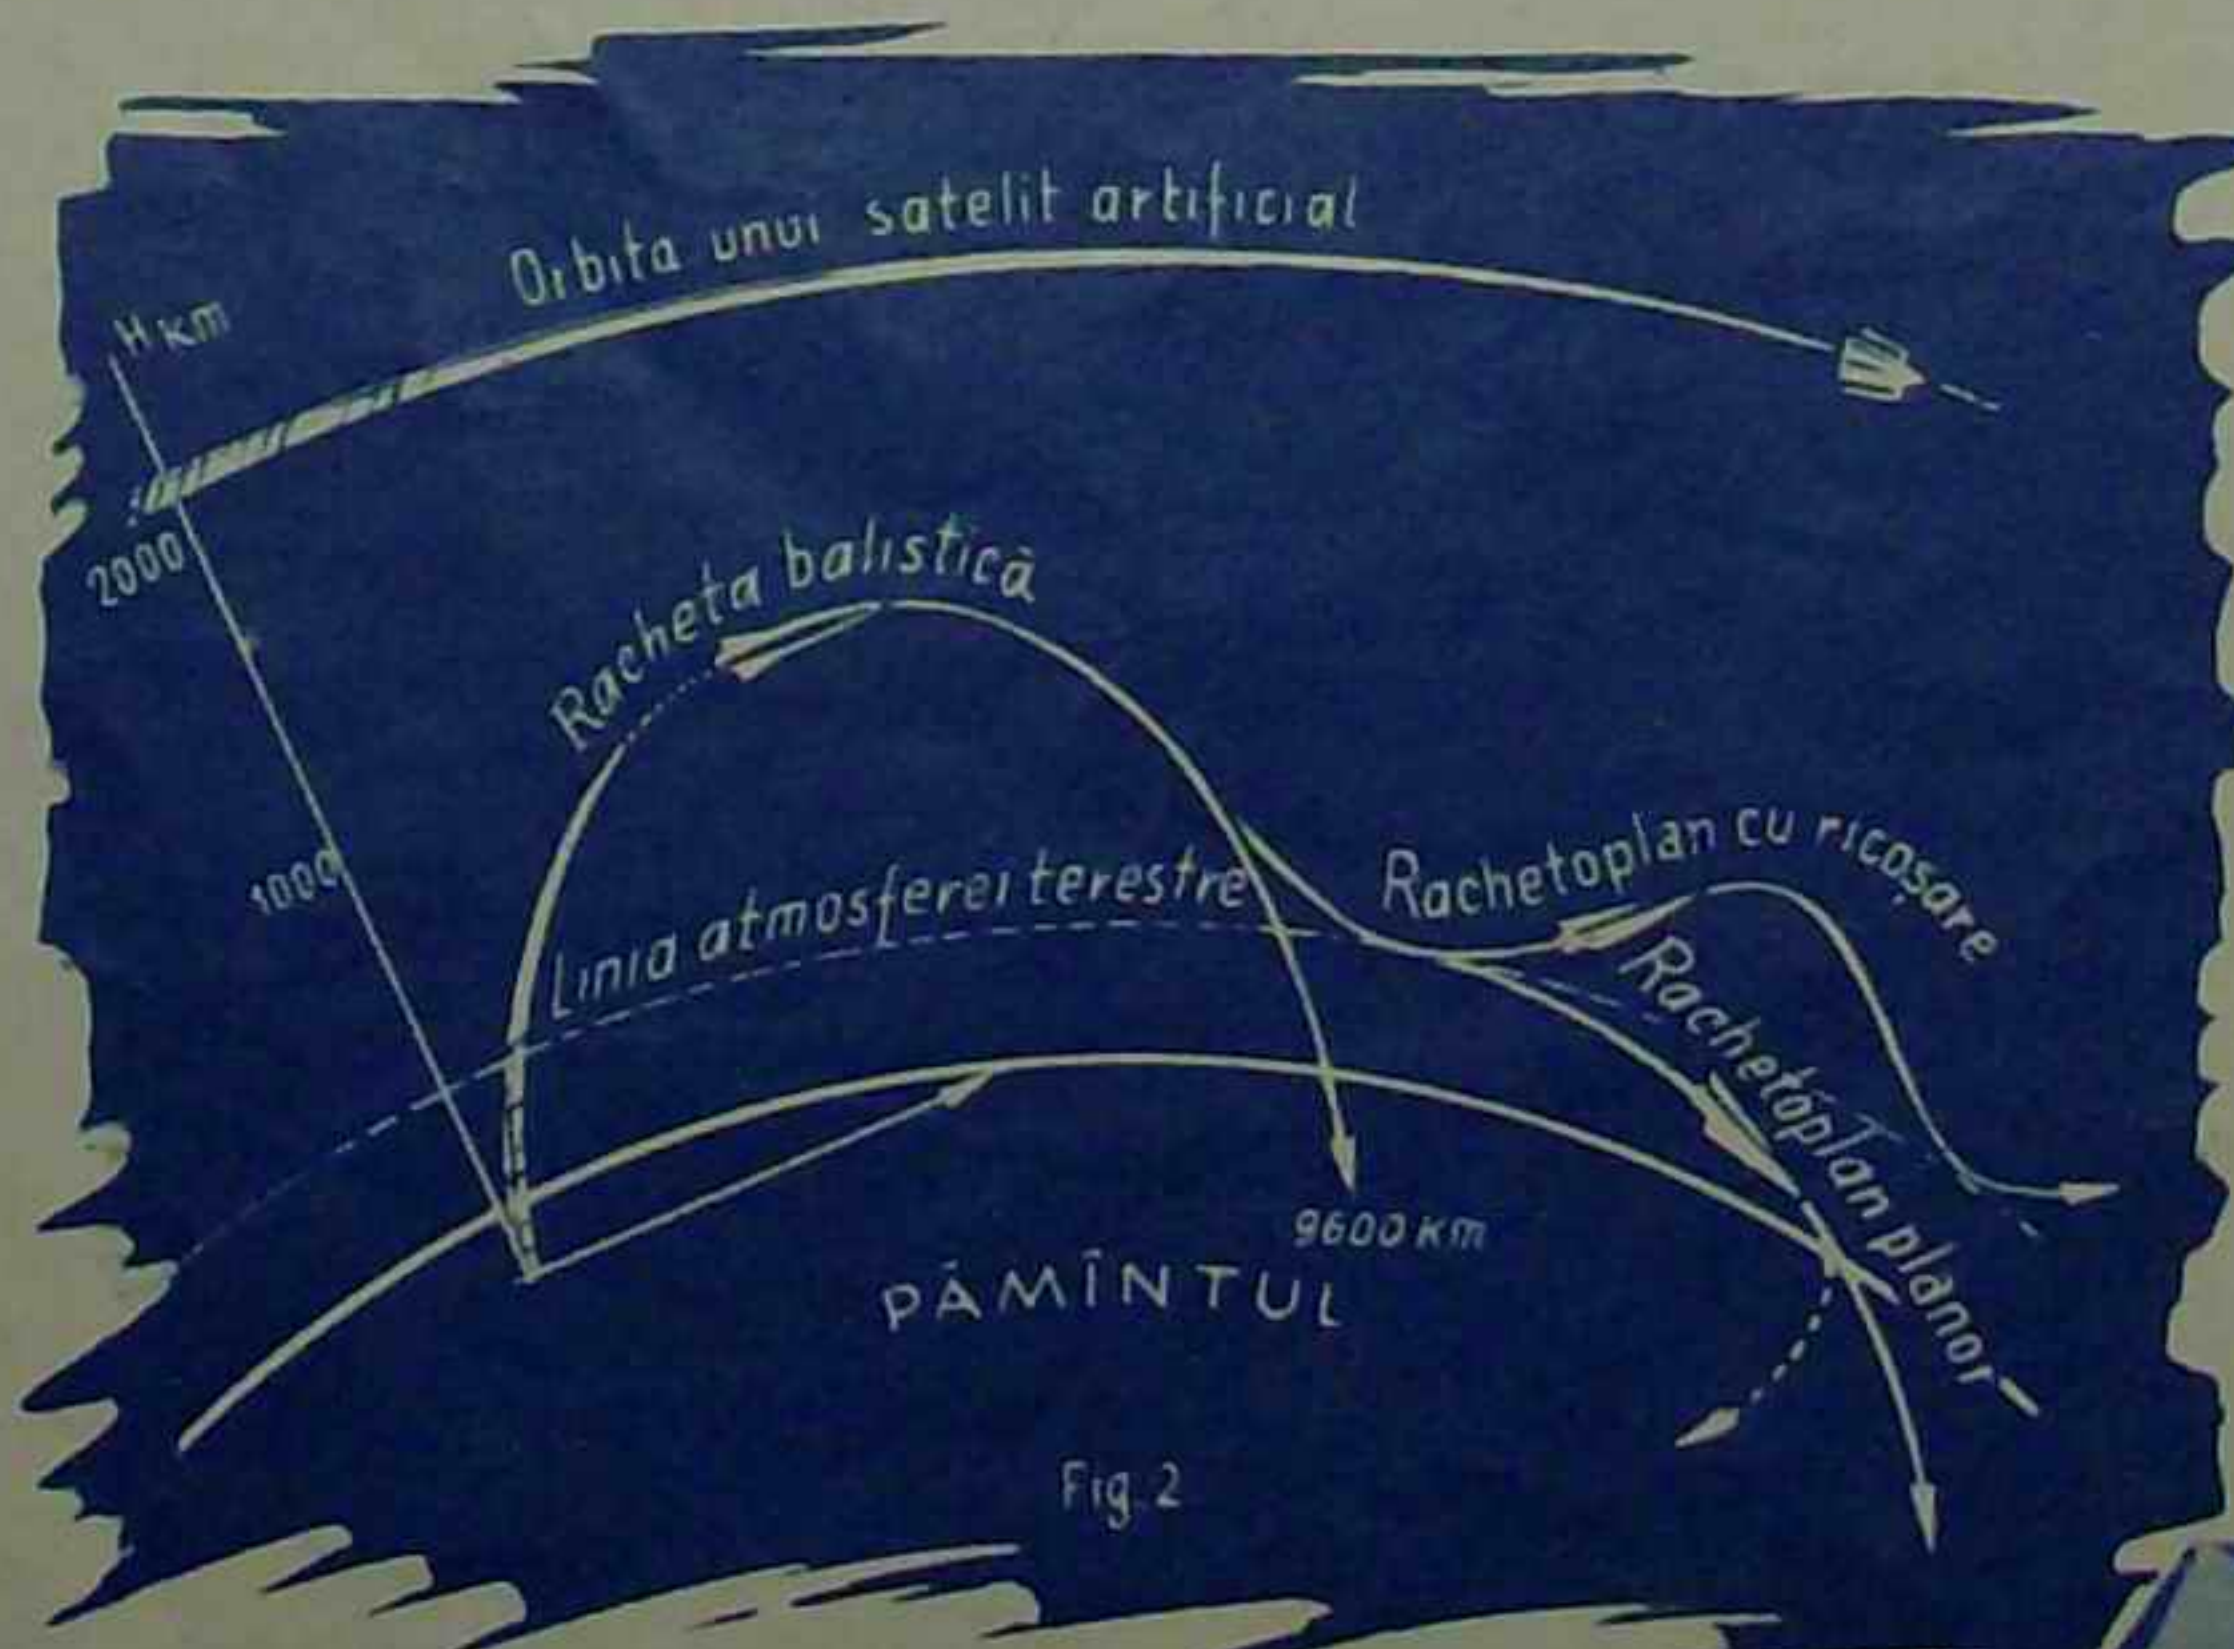 Orbita unui satelit artificial
H km
2000
Racheta balistică
1000
Linia atmosferei terestre
Rachetoplan cu ricoșare
Rachetoplan planor
9600 km
PĂMÎNTUL
Fig. 2